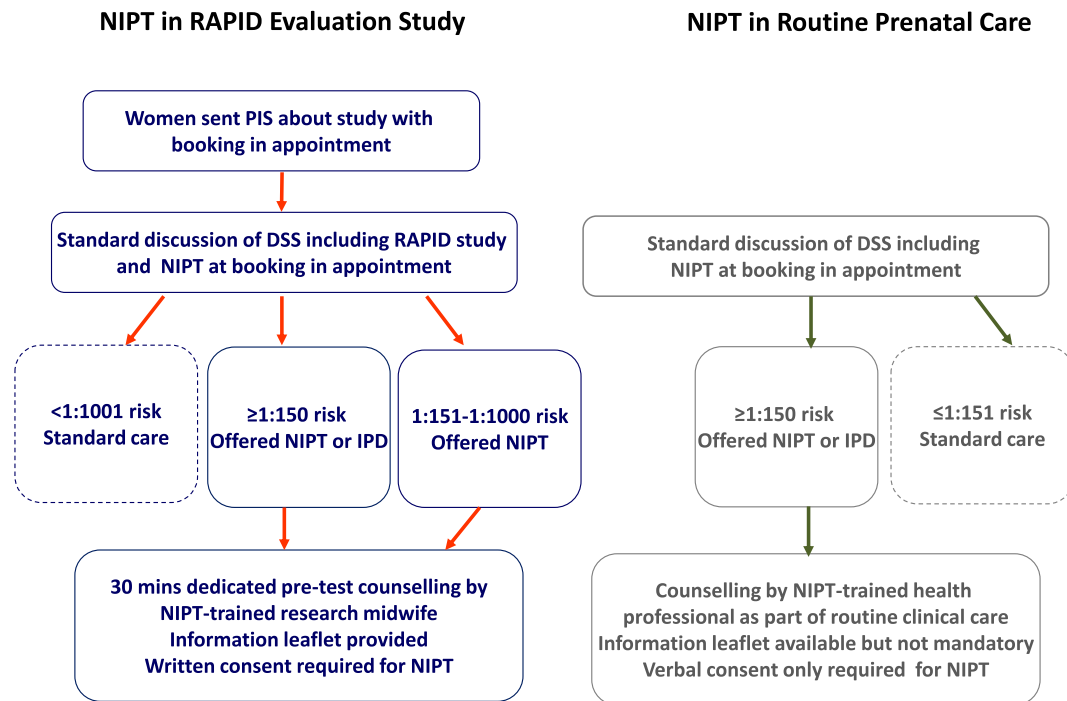 NIPT in RAPID Evaluation Study
Women sent PIS about study with
booking in appointment
Standard discussion of DSS including RAPID study
and NIPT at booking in appointment
<1:1001 risk
Standard care
≥1:150 risk
Offered NIPT or IPD
1:151-1:1000 risk
Offered NIPT
30 mins dedicated pre-test counselling by
NIPT-trained research midwife
Information leaflet provided
Written consent required for NIPT
NIPT in Routine Prenatal Care
Standard discussion of DSS including
NIPT at booking in appointment
≥1:150 risk
Offered NIPT or IPD
≤1:151 risk
Standard care
Counselling by NIPT-trained health
professional as part of routine clinical care
Information leaflet available but not mandatory
Verbal consent only required for NIPT